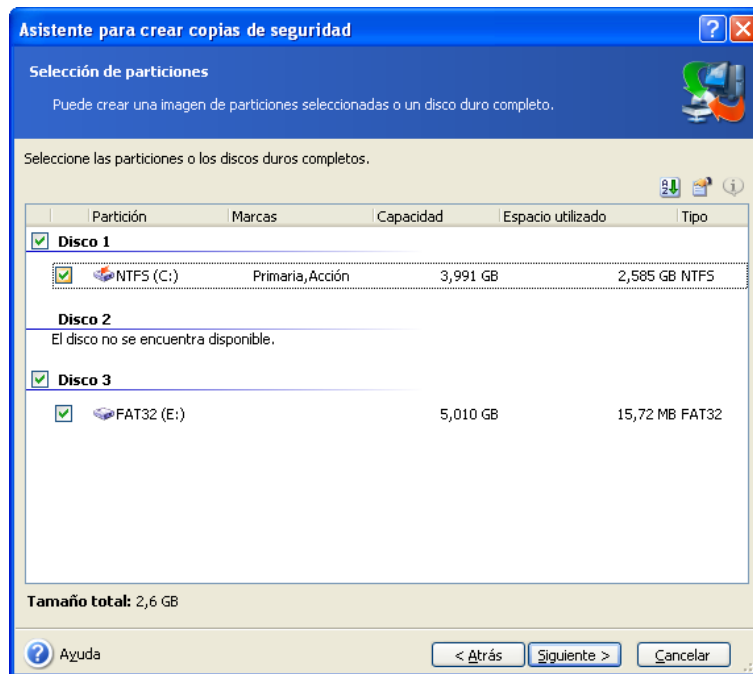 Asistente para crear copias de seguridad
Selección de particiones
Puede crear una imagen de particiones seleccionadas o un disco duro completo.
Seleccione las particiones o los discos duros completos.
Partición Marcas Capacidad Espacio utilizado Tipo
Disco 1
NTFS (C:) Primaria,Acción 3,991 GB 2,585 GB NTFS
Disco 2
El disco no se encuentra disponible.
Disco 3
FAT32 (E:) 5,010 GB 15,72 MB FAT32
Tamaño total: 2,6 GB
Ayuda < Atrás Siguiente > Cancelar